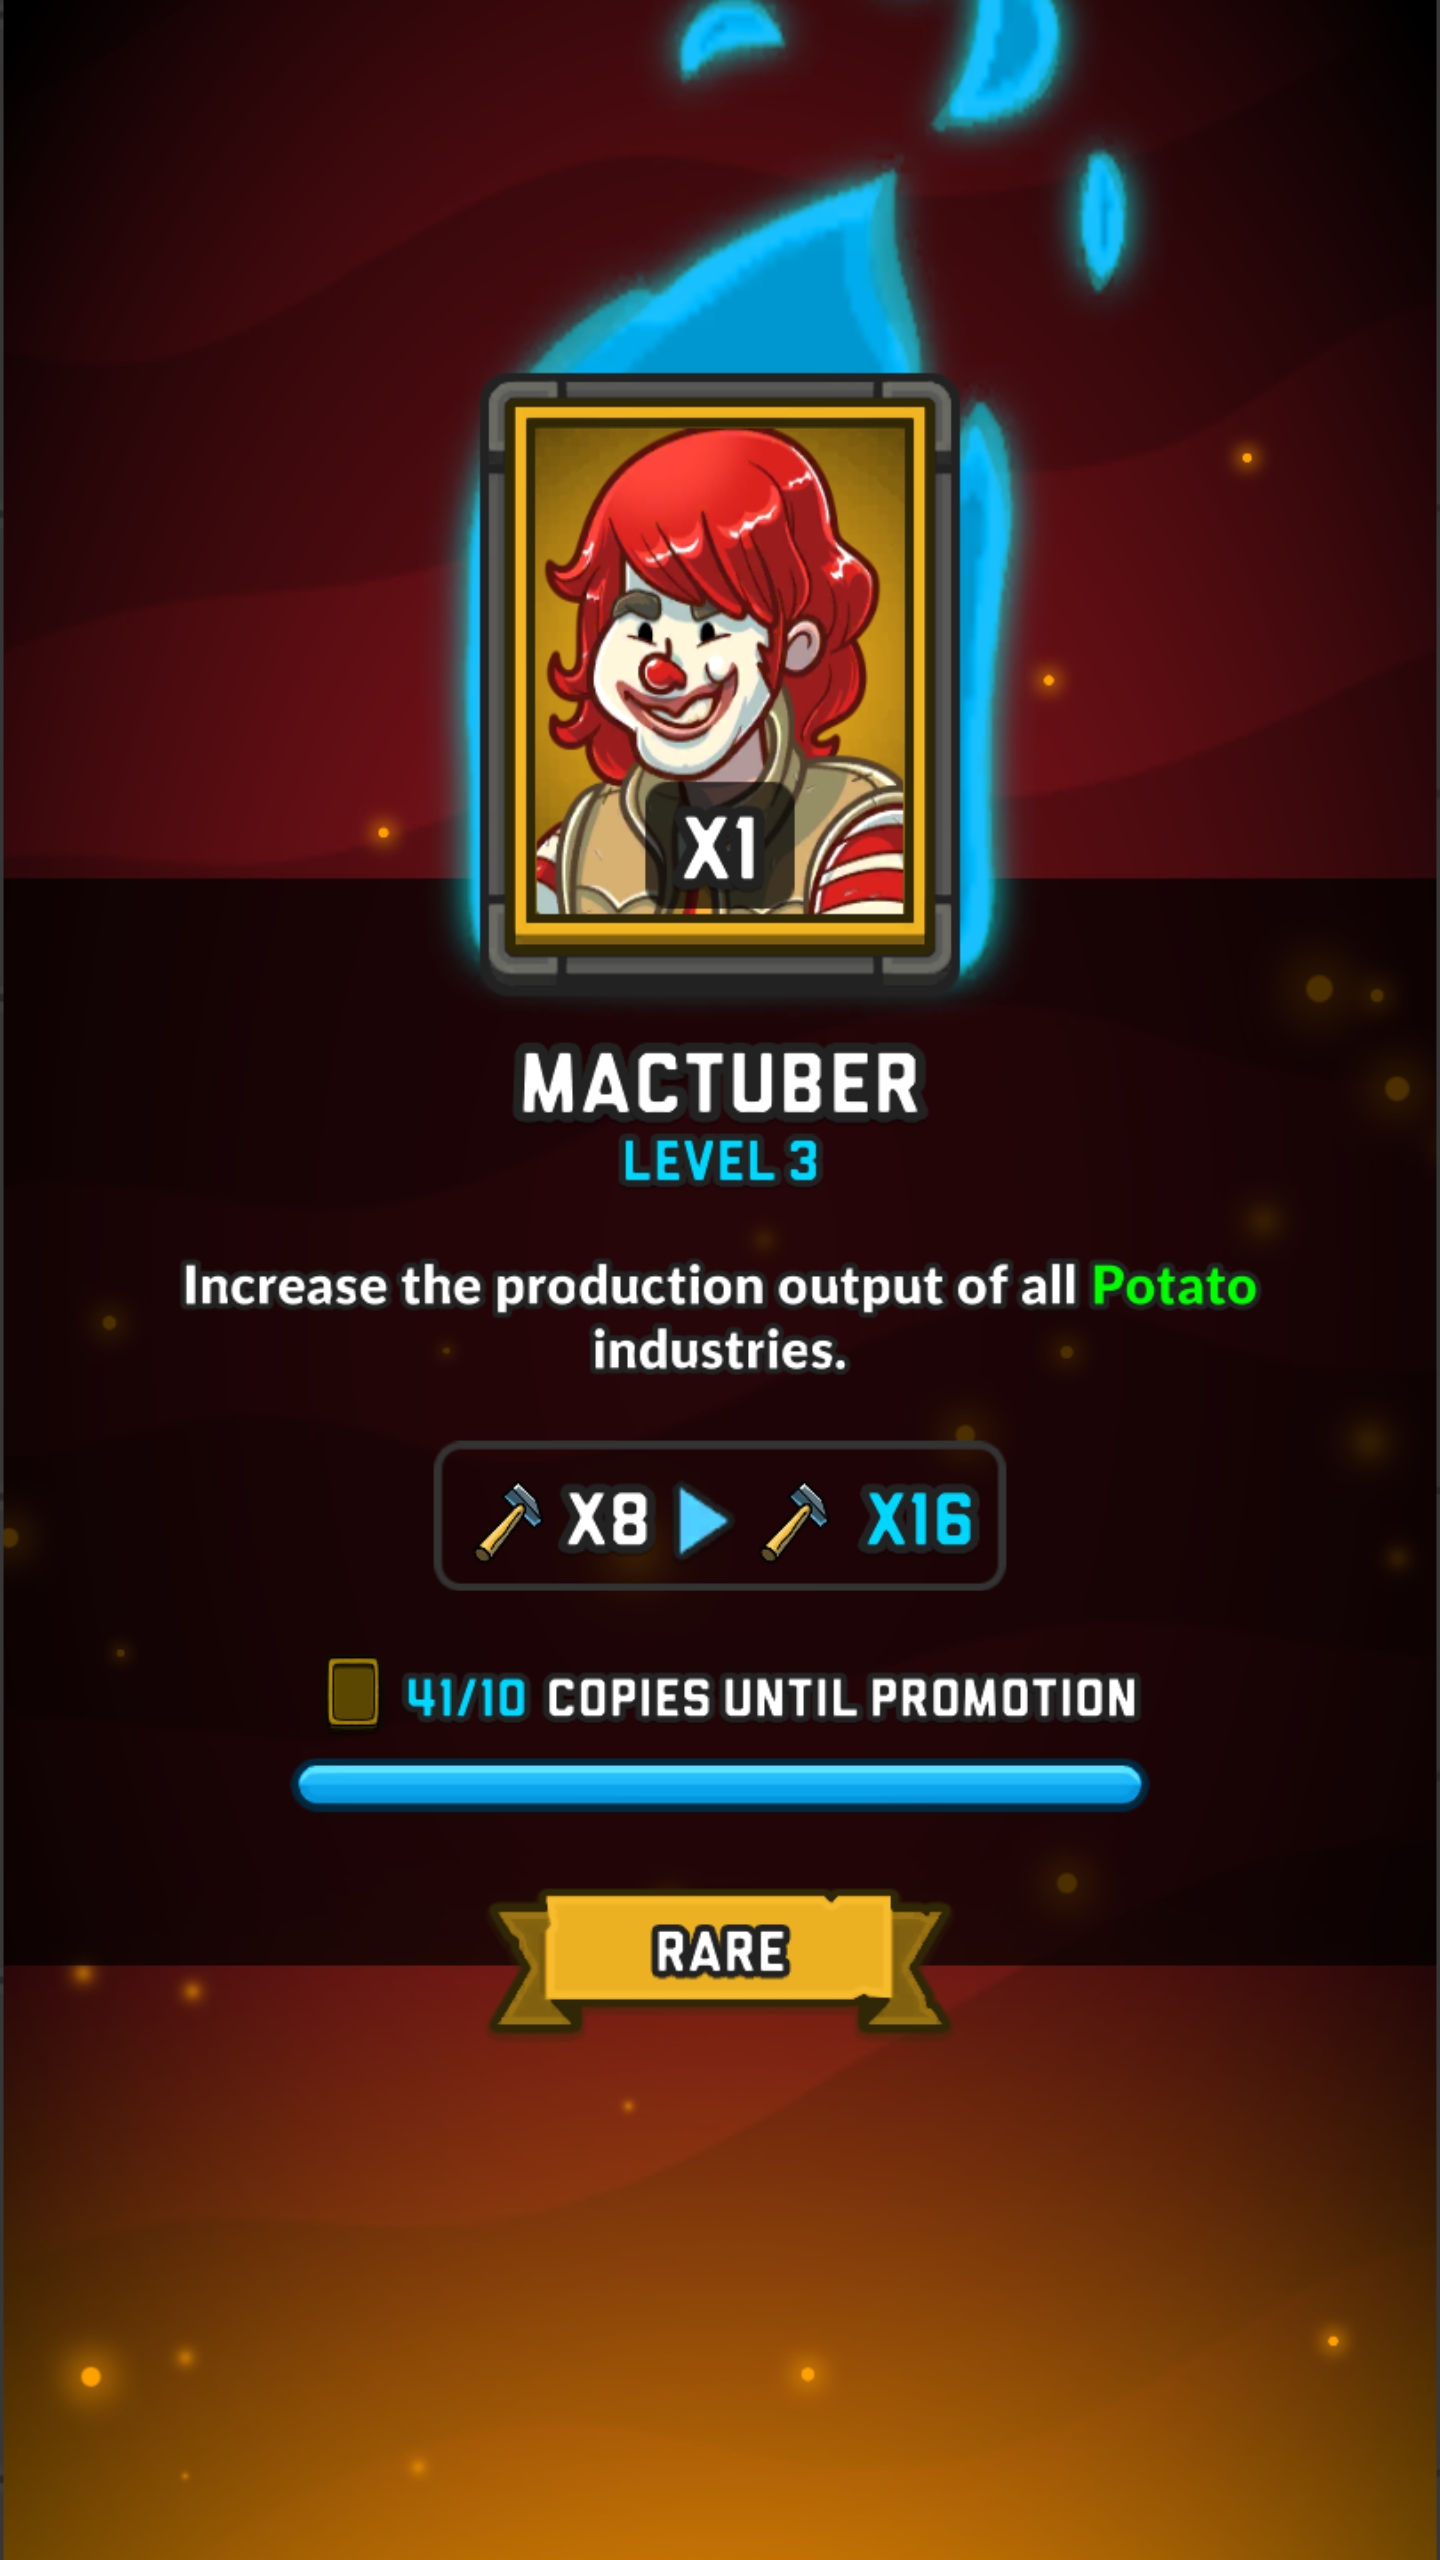 X1
MACTUBER
LEVEL 3
Increase the production output of all Potato
industries.
X8 X16
41/10 COPIES UNTIL PROMOTION
RARE